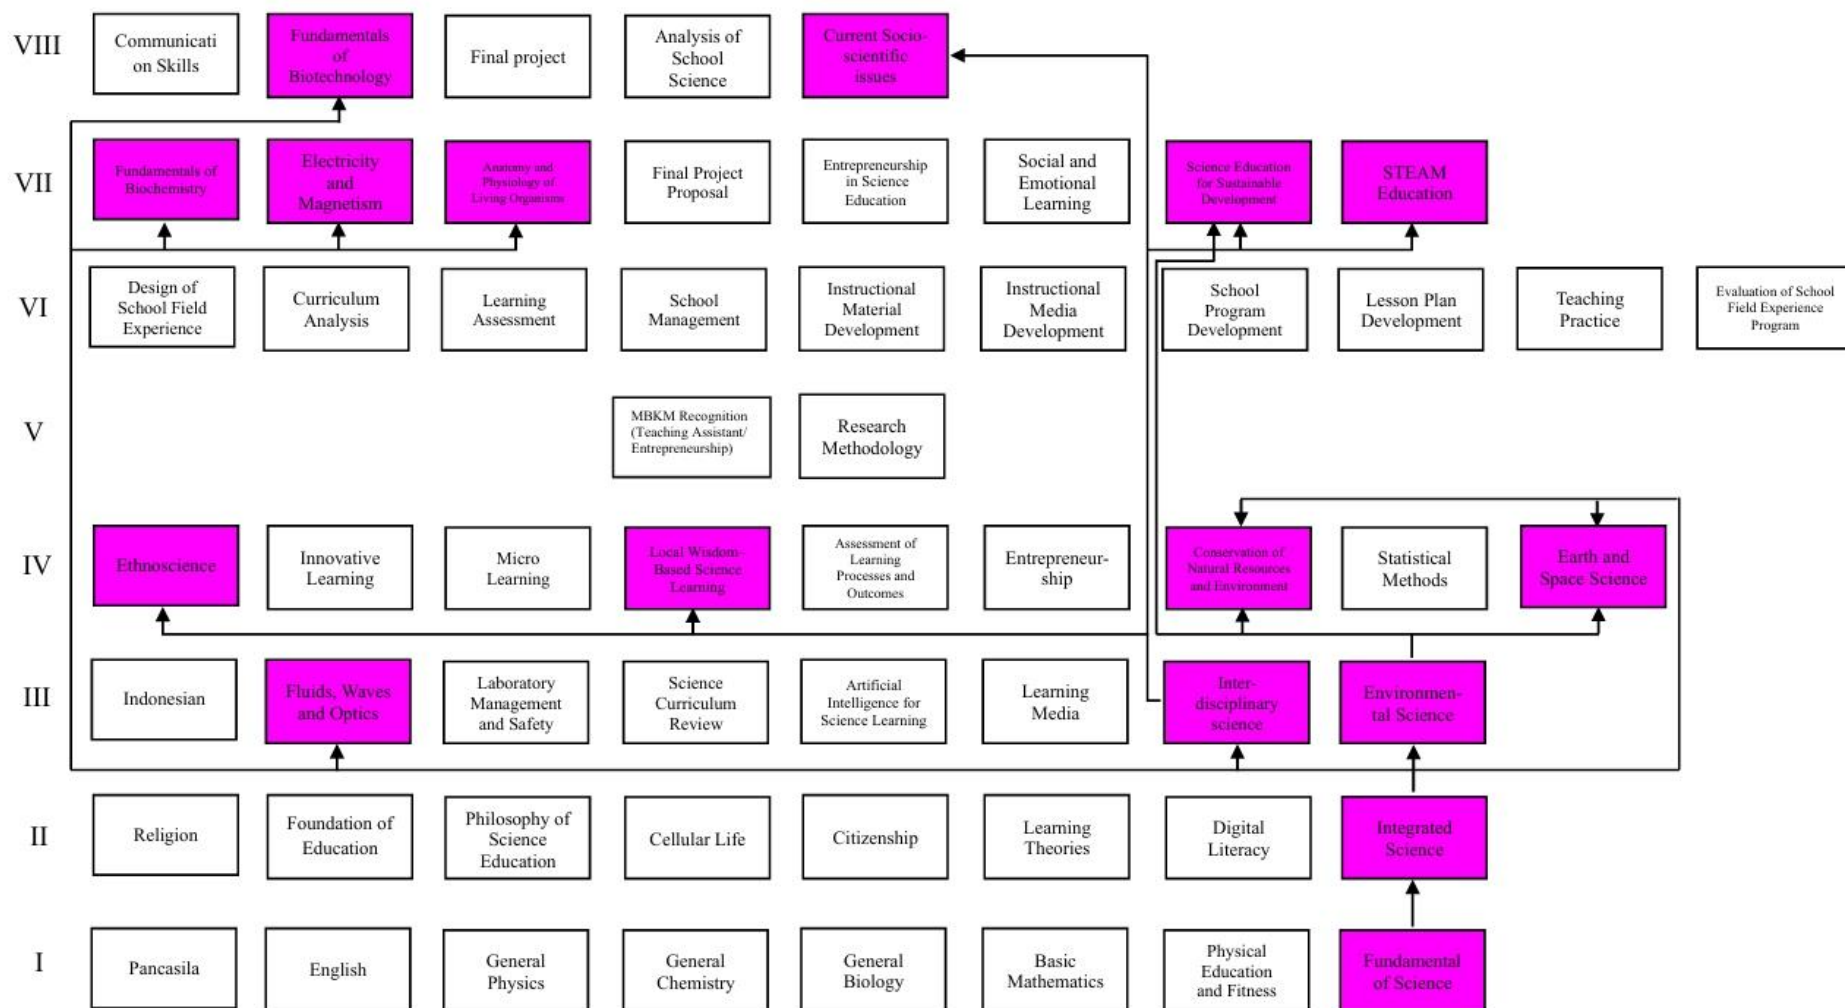 VIII
Communicati
on Skills
Fundamentals
of
Biotechnology
Final project
Analysis of
School
Science
Current Socio-
scientific
issues
VII
Fundamentals of
Biochemistry
Electricity
and
Magnetism
Anatomy and
Physiology of
Living Organisms
Final Project
Proposal
Entrepreneurship
in Science
Education
Social and
Emotional
Learning
Science Education
for Sustainable
Development
STEAM
Education
VI
Design of
School Field
Experience
Curriculum
Analysis
Learning
Assessment
School
Management
Instructional
Material
Development
Instructional
Media
Development
School
Program
Development
Lesson Plan
Development
Teaching
Practice
Evaluation of School
Field Experience
Program
V
MBKM Recognition
(Teaching Assistant/
Entrepreneurship)
Research
Methodology
IV
Ethnoscience
Innovative
Learning
Micro
Learning
Local Wisdom-
Based Science
Learning
Assessment of
Learning
Processes and
Outcomes
Entrepreneur-
ship
Conservation of
Natural Resources
and Environment
Statistical
Methods
Earth and
Space Science
III
Indonesian
Fluids, Waves
and Optics
Laboratory
Management
and Safety
Science
Curriculum
Review
Artificial
Intelligence for
Science Learning
Learning
Media
Inter-
disciplinary
science
Environmen-
tal Science
II
Religion
Foundation of
Education
Philosophy of
Science
Education
Cellular Life
Citizenship
Learning
Theories
Digital
Literacy
Integrated
Science
I
Pancasila
English
General
Physics
General
Chemistry
General
Biology
Basic
Mathematics
Physical
Education
and Fitness
Fundamental
of Science